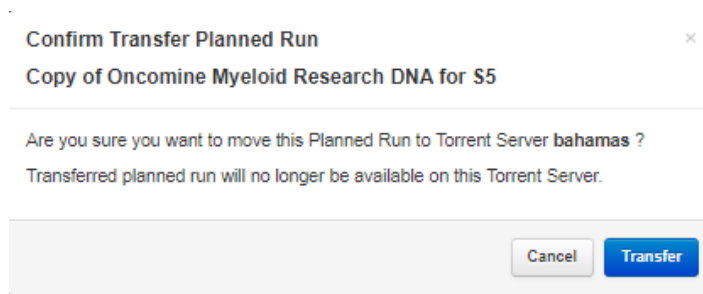 Confirm Transfer Planned Run
×
Copy of Oncomine Myeloid Research DNA for S5
Are you sure you want to move this Planned Run to Torrent Server bahamas ?
Transferred planned run will no longer be available on this Torrent Server.
Cancel
Transfer